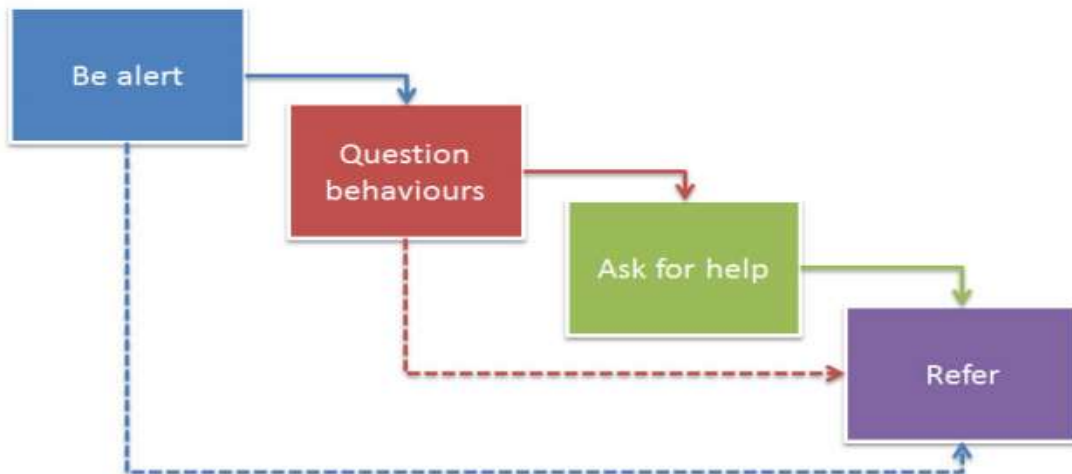 Be alert
Question
behaviours
Ask for help
Refer